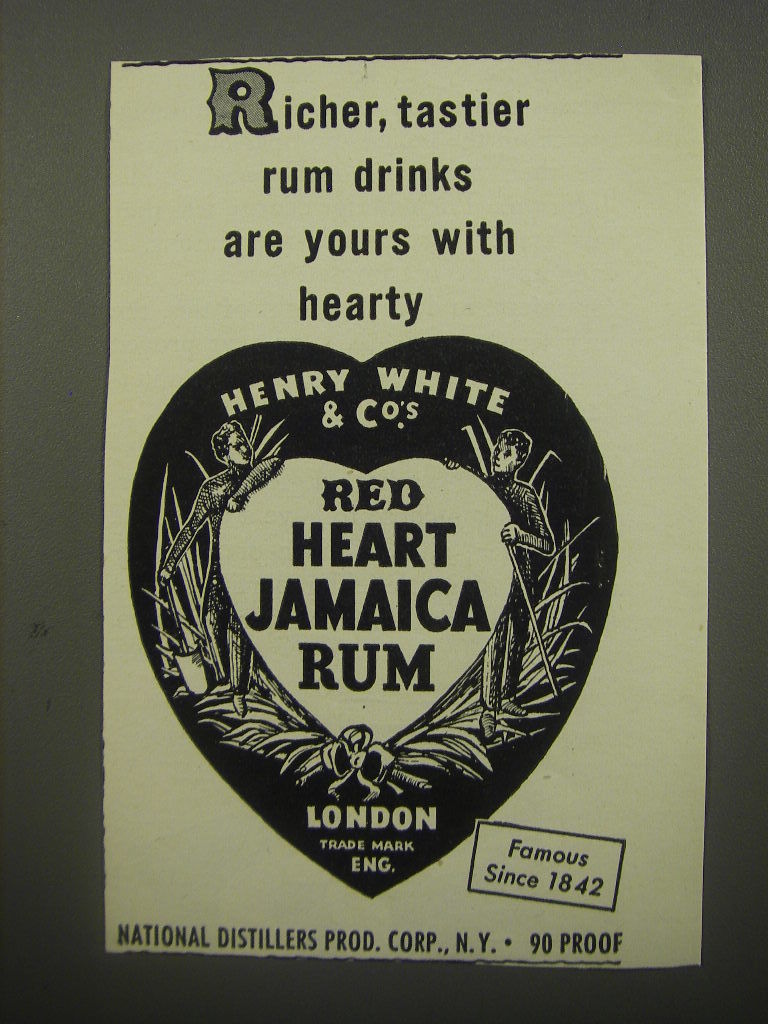 Richer, tastier
rum drinks
are yours with
hearty
HENRY WHITE
& Co's.
RED
HEART
JAMAICA
RUM
LONDON
TRADE MARK
ENG.
Famous
Since 1842
NATIONAL DISTILLERS PROD. CORP., N.Y. • 90 PROOF